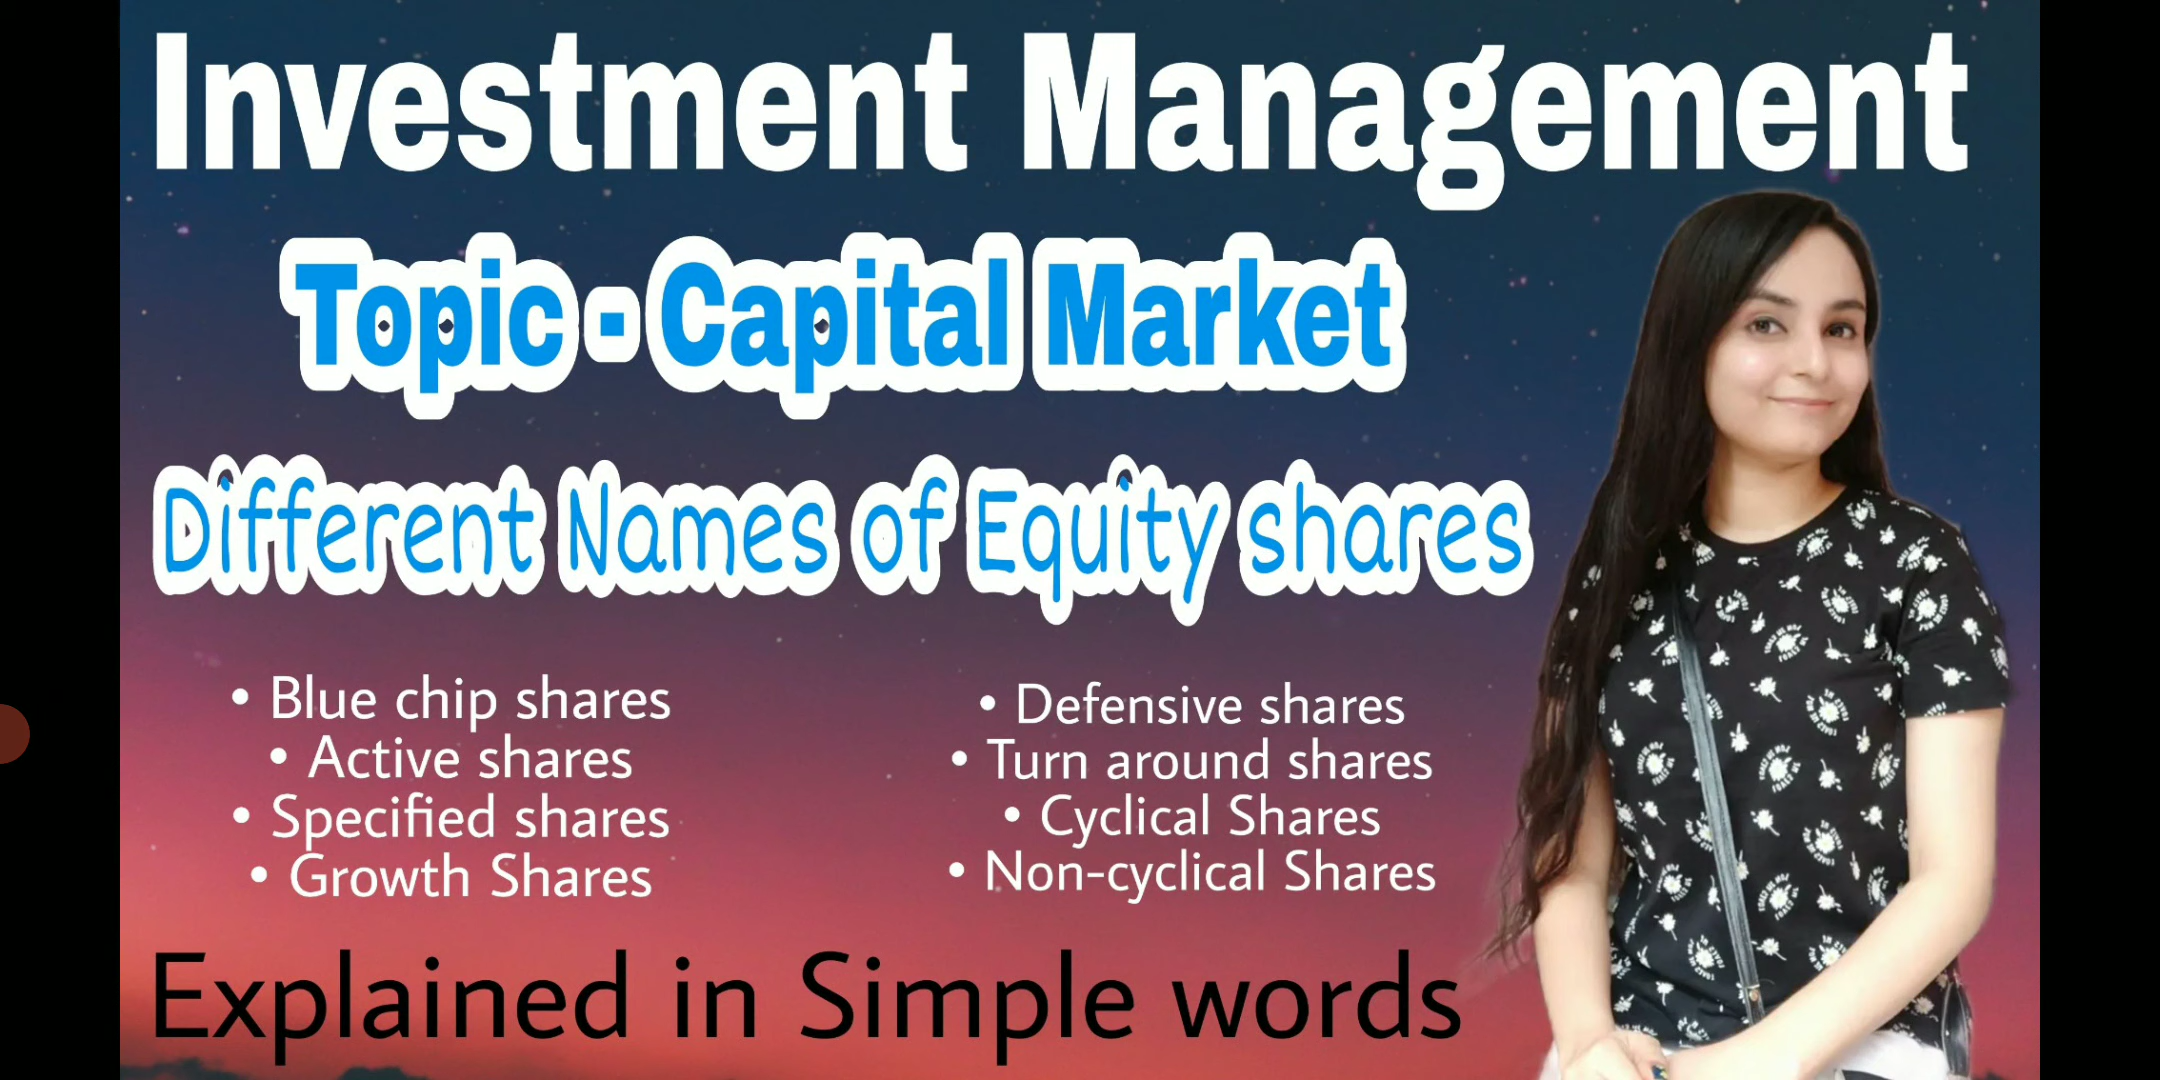 Investment Management
Topic - Capital Market
Different Names of Equity shares
• Blue chip shares
• Active shares
• Specified shares
• Growth Shares
• Defensive shares
• Turn around shares
• Cyclical Shares
• Non-cyclical Shares
Explained in Simple words